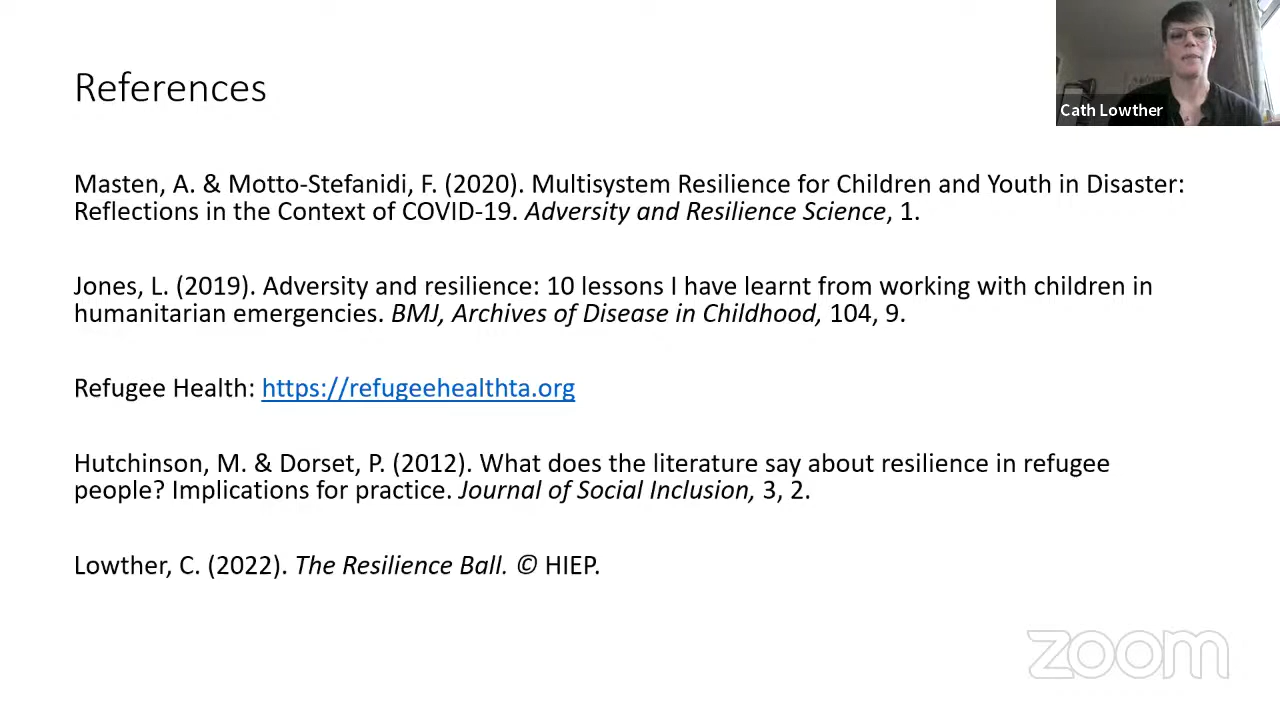 References
Cath Lowther
Masten, A. & Motto-Stefanidi, F. (2020). Multisystem Resilience for Children and Youth in Disaster:
Reflections in the Context of COVID-19. Adversity and Resilience Science, 1.
Jones, L. (2019). Adversity and resilience: 10 lessons I have learnt from working with children in
humanitarian emergencies. BMJ, Archives of Disease in Childhood, 104, 9.
Refugee Health: https://refugeehealthta.org
Hutchinson, M. & Dorset, P. (2012). What does the literature say about resilience in refugee
people? Implications for practice. Journal of Social Inclusion, 3, 2.
Lowther, C. (2022). The Resilience Ball. © HIEP.
zoom